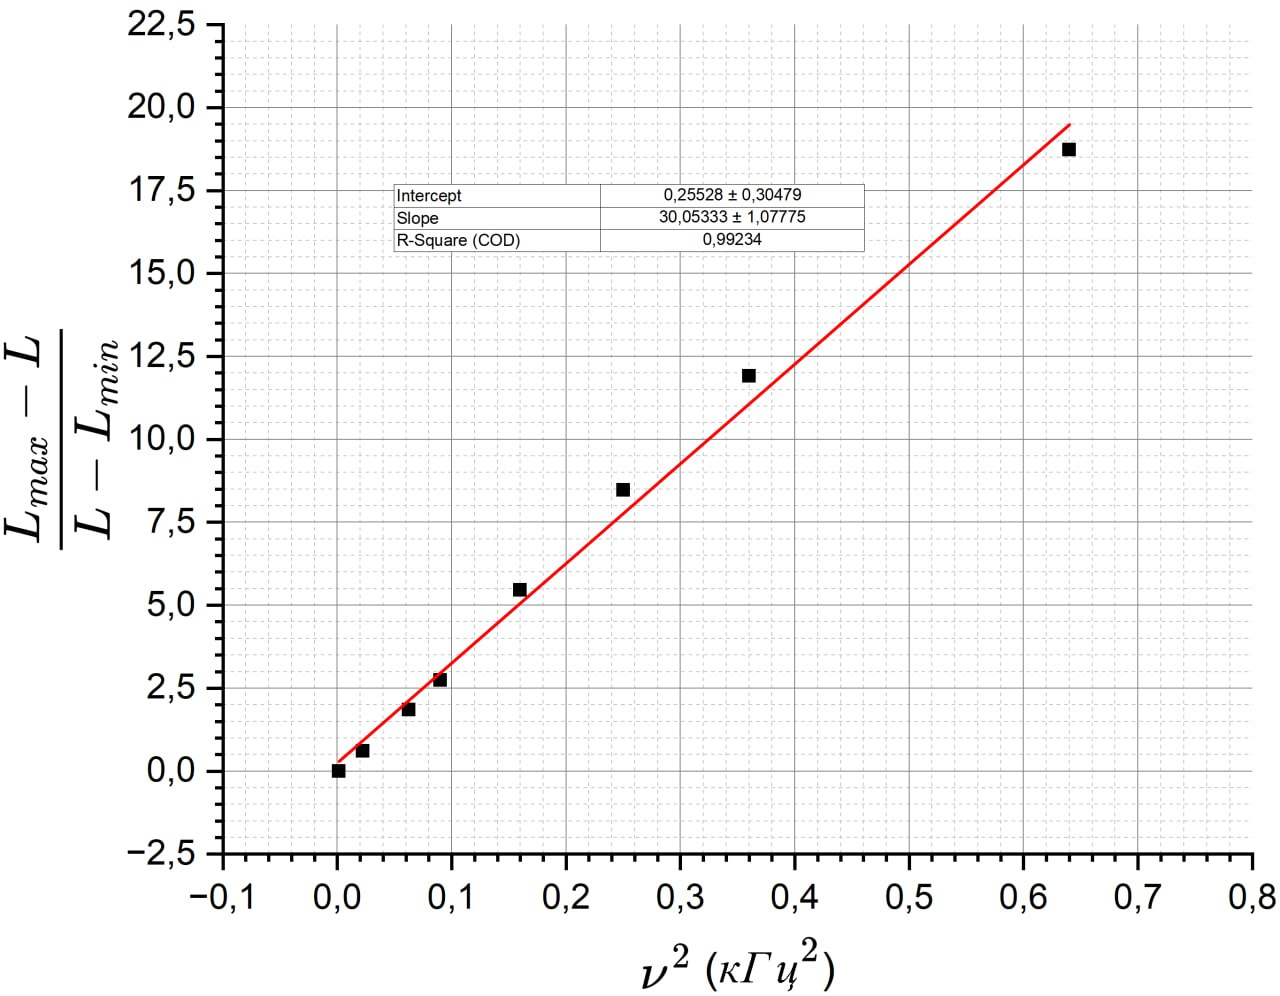 22,5
20,0
17,5
15,0
12,5
10,0
7,5
5,0
2,5
0,0
−2,5
Intercept 0,25528 ± 0,30479
Slope 30,05333 ± 1,07775
R-Square (COD) 0,99234
L_max − L
L − L_min
−0,1 0,0 0,1 0,2 0,3 0,4 0,5 0,6 0,7 0,8
ν² (кГц²)